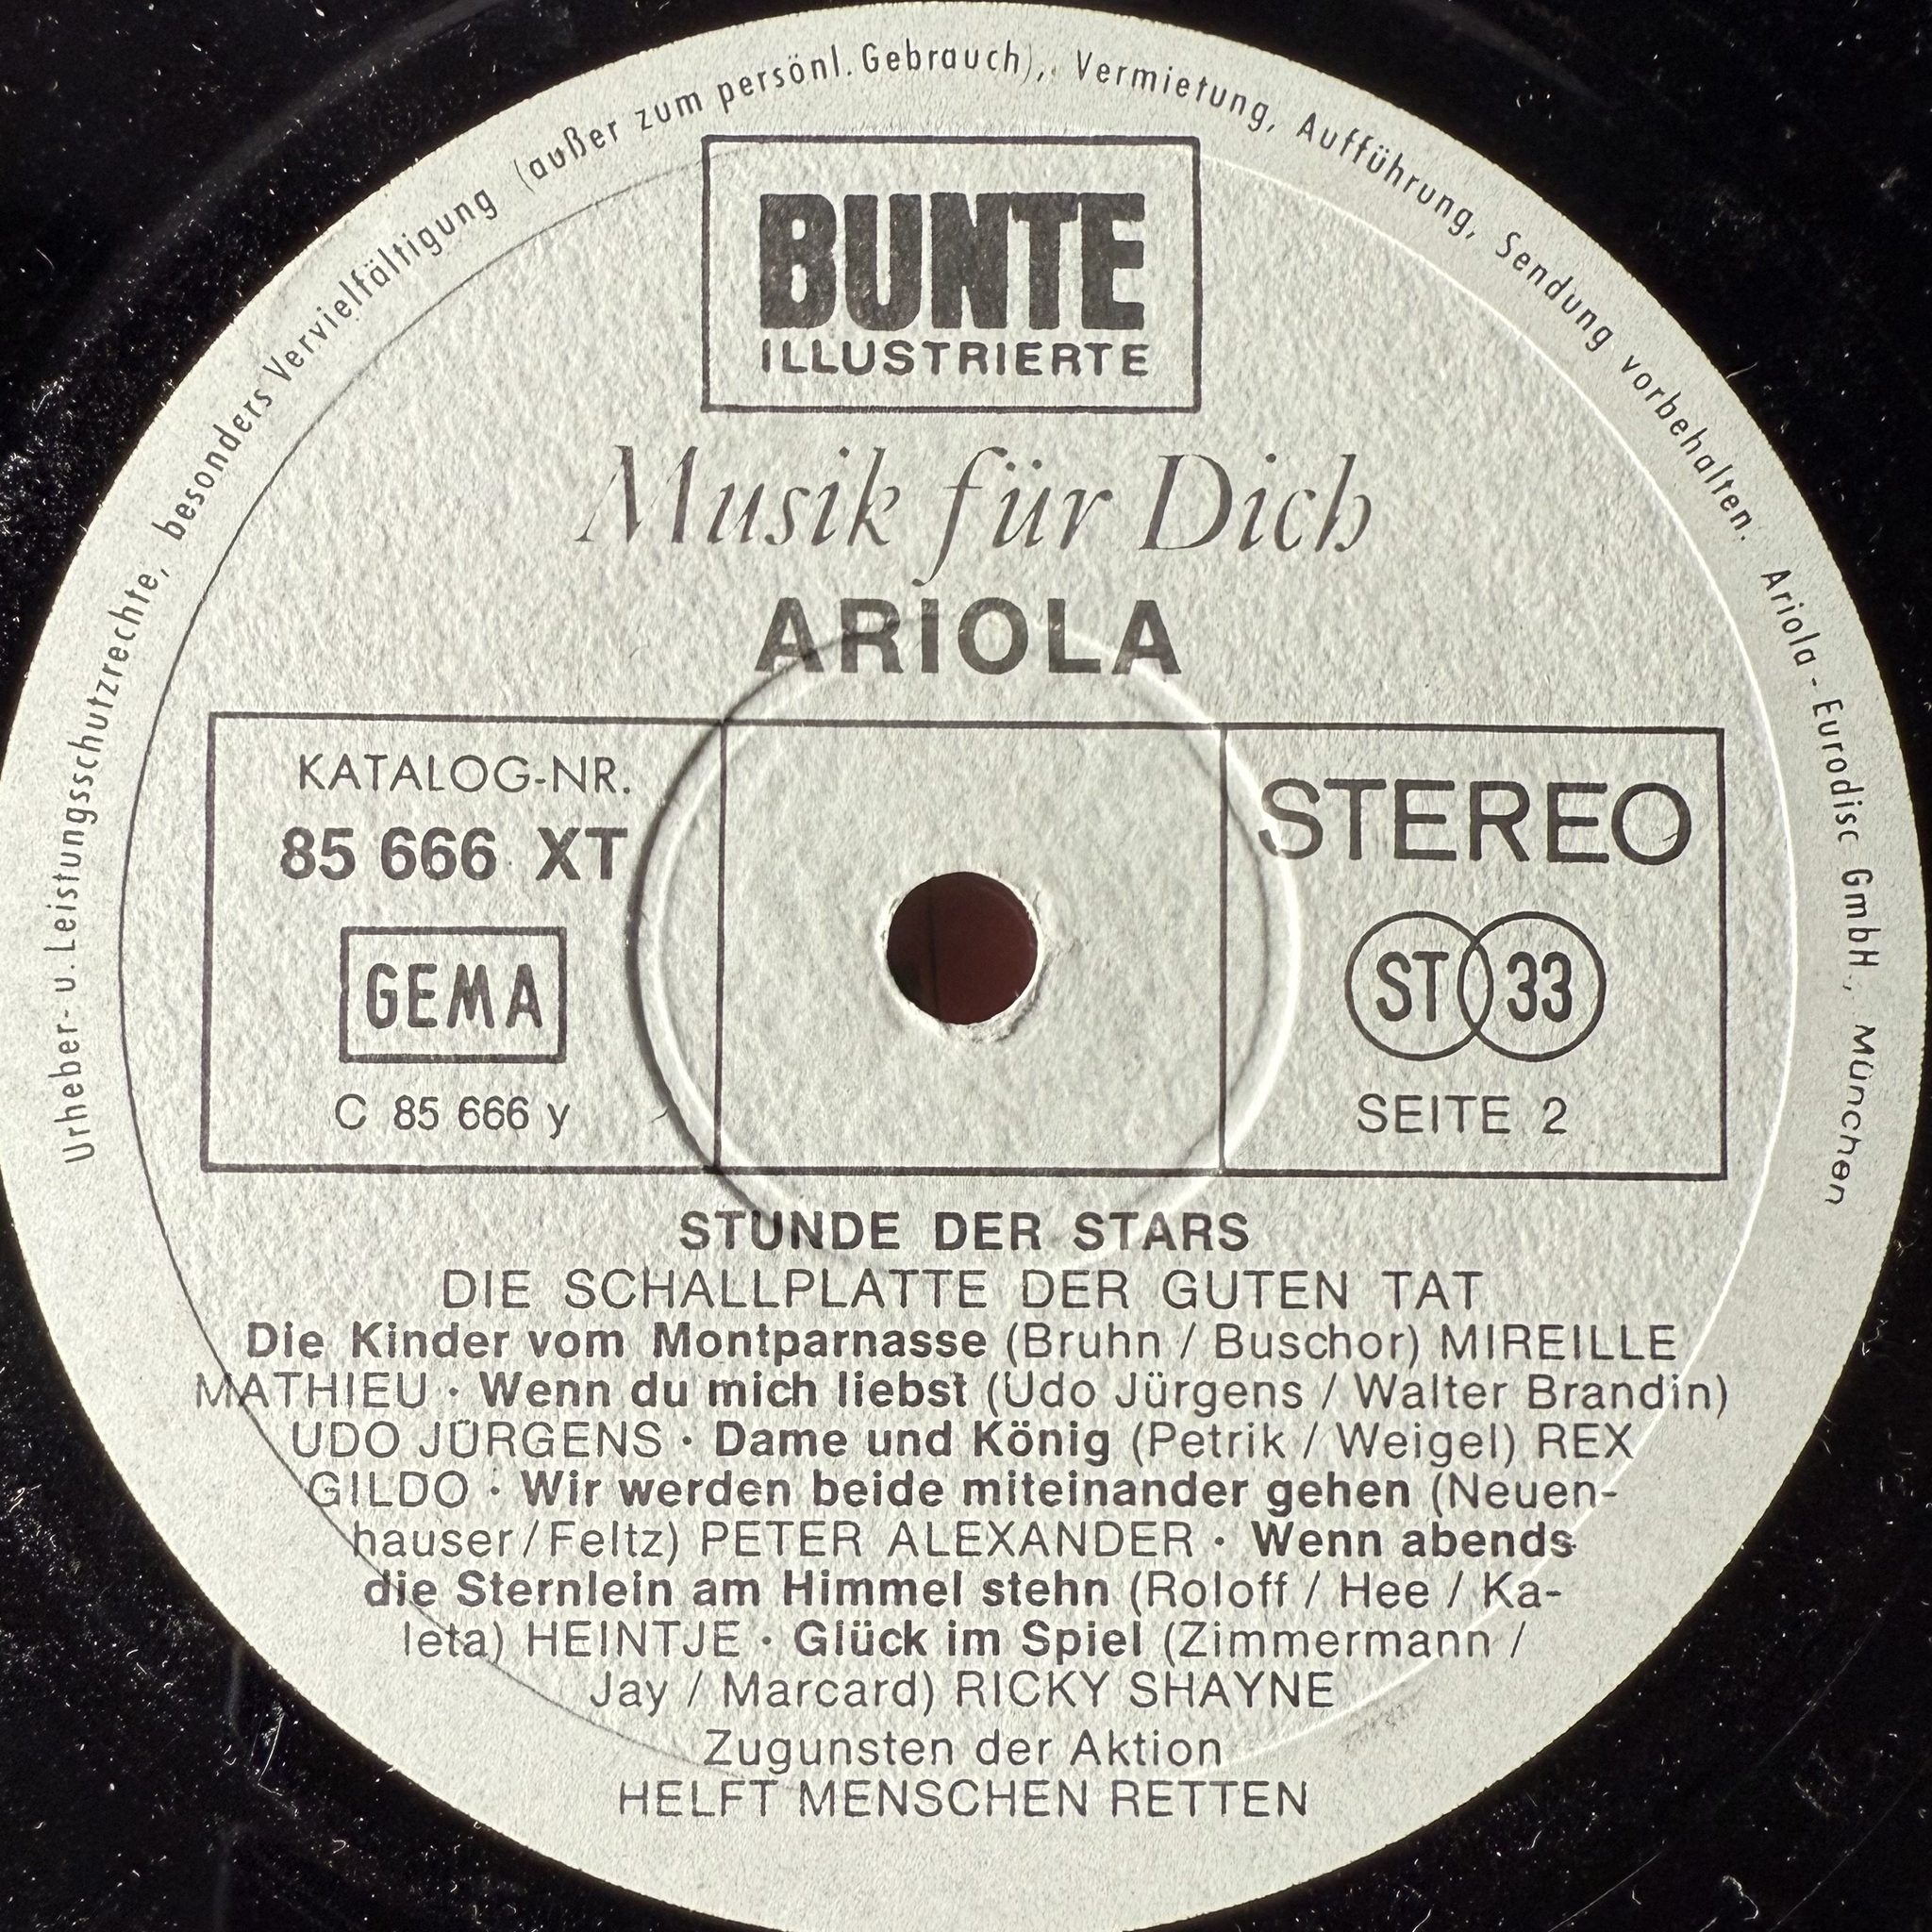 Urheber- u. Leistungsschutzrechte, besonders Vervielfältigung (außer zum persönl. Gebrauch), Vermietung, Aufführung, Sendung vorbehalten. Ariola - Eurodisc GmbH., München
BUNTE
ILLUSTRIERTE
Musik für Dich
ARIOLA
KATALOG-NR.
85 666 XT
GEMA
C 85 666 y
STEREO
ST 33
SEITE 2
STUNDE DER STARS
DIE SCHALLPLATTE DER GUTEN TAT
Die Kinder vom Montparnasse (Bruhn / Buschor) MIREILLE
MATHIEU · Wenn du mich liebst (Udo Jürgens / Walter Brandin)
UDO JÜRGENS · Dame und König (Petrik / Weigel) REX
GILDO · Wir werden beide miteinander gehen (Neuen-
hauser / Feltz) PETER ALEXANDER · Wenn abends
die Sternlein am Himmel stehn (Roloff / Hee / Ka-
leta) HEINTJE · Glück im Spiel (Zimmermann /
Jay / Marcard) RICKY SHAYNE
Zugunsten der Aktion
HELFT MENSCHEN RETTEN